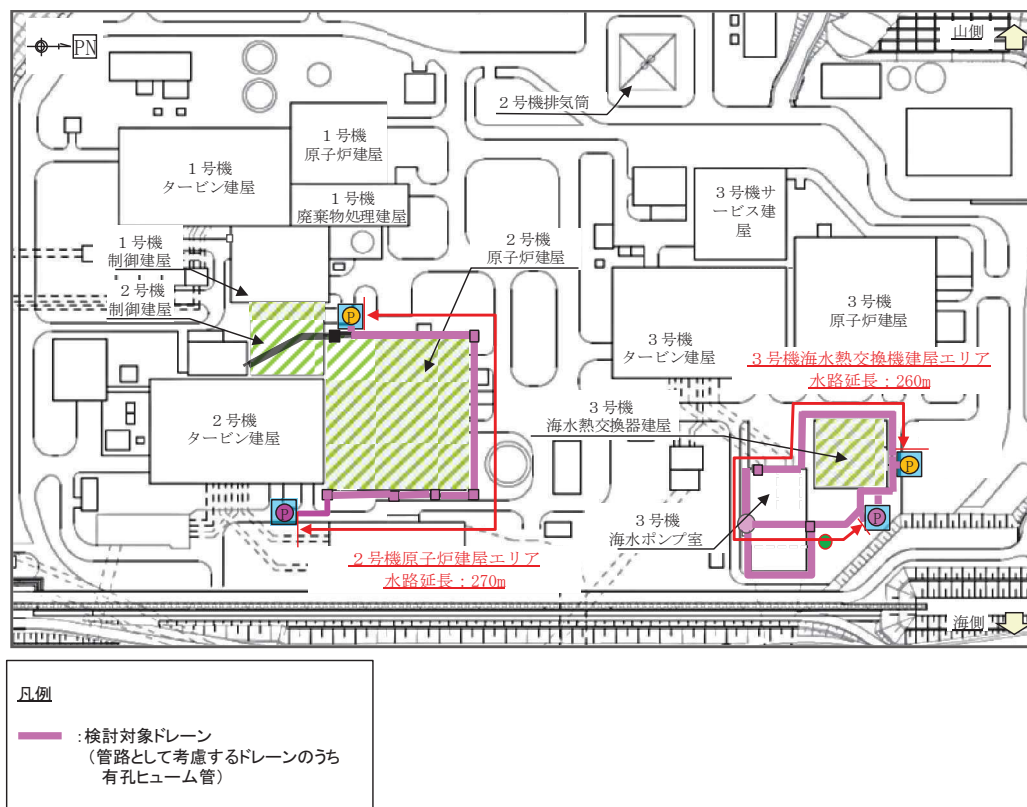 PN
山側
2号機排気筒
1号機
原子炉建屋
1号機
タービン建屋
3号機サ
ービス建
屋
1号機
廃棄物処理建屋
2号機
原子炉建屋
1号機
制御建屋
2号機
制御建屋
P
3号機
原子炉建屋
3号機
タービン建屋
3号機海水熱交換機建屋エリア
水路延長：260m
2号機
タービン建屋
3号機
海水熱交換器建屋
P
P
P
3号機
海水ポンプ室
2号機原子炉建屋エリア
水路延長：270m
海側
凡例
：検討対象ドレーン
（管路として考慮するドレーンのうち
有孔ヒューム管）